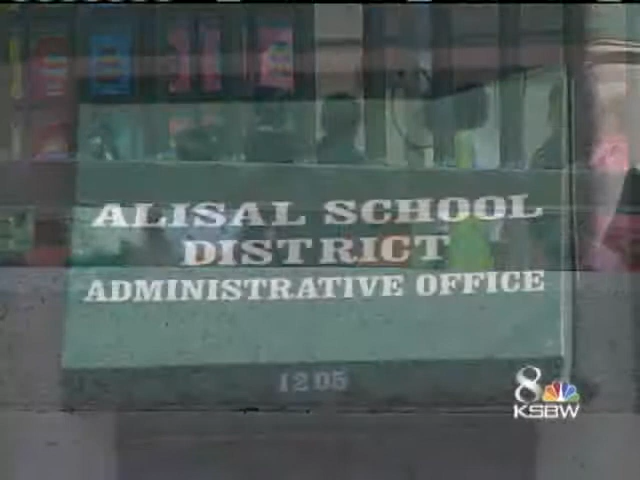 ALISAL SCHOOL
DISTRICT
ADMINISTRATIVE OFFICE
1205
8
KSBW